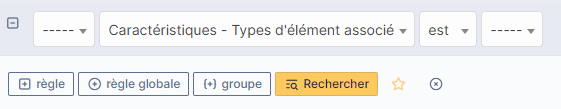 ----- Caractéristiques - Types d'élément associé est -----
règle règle globale groupe Rechercher